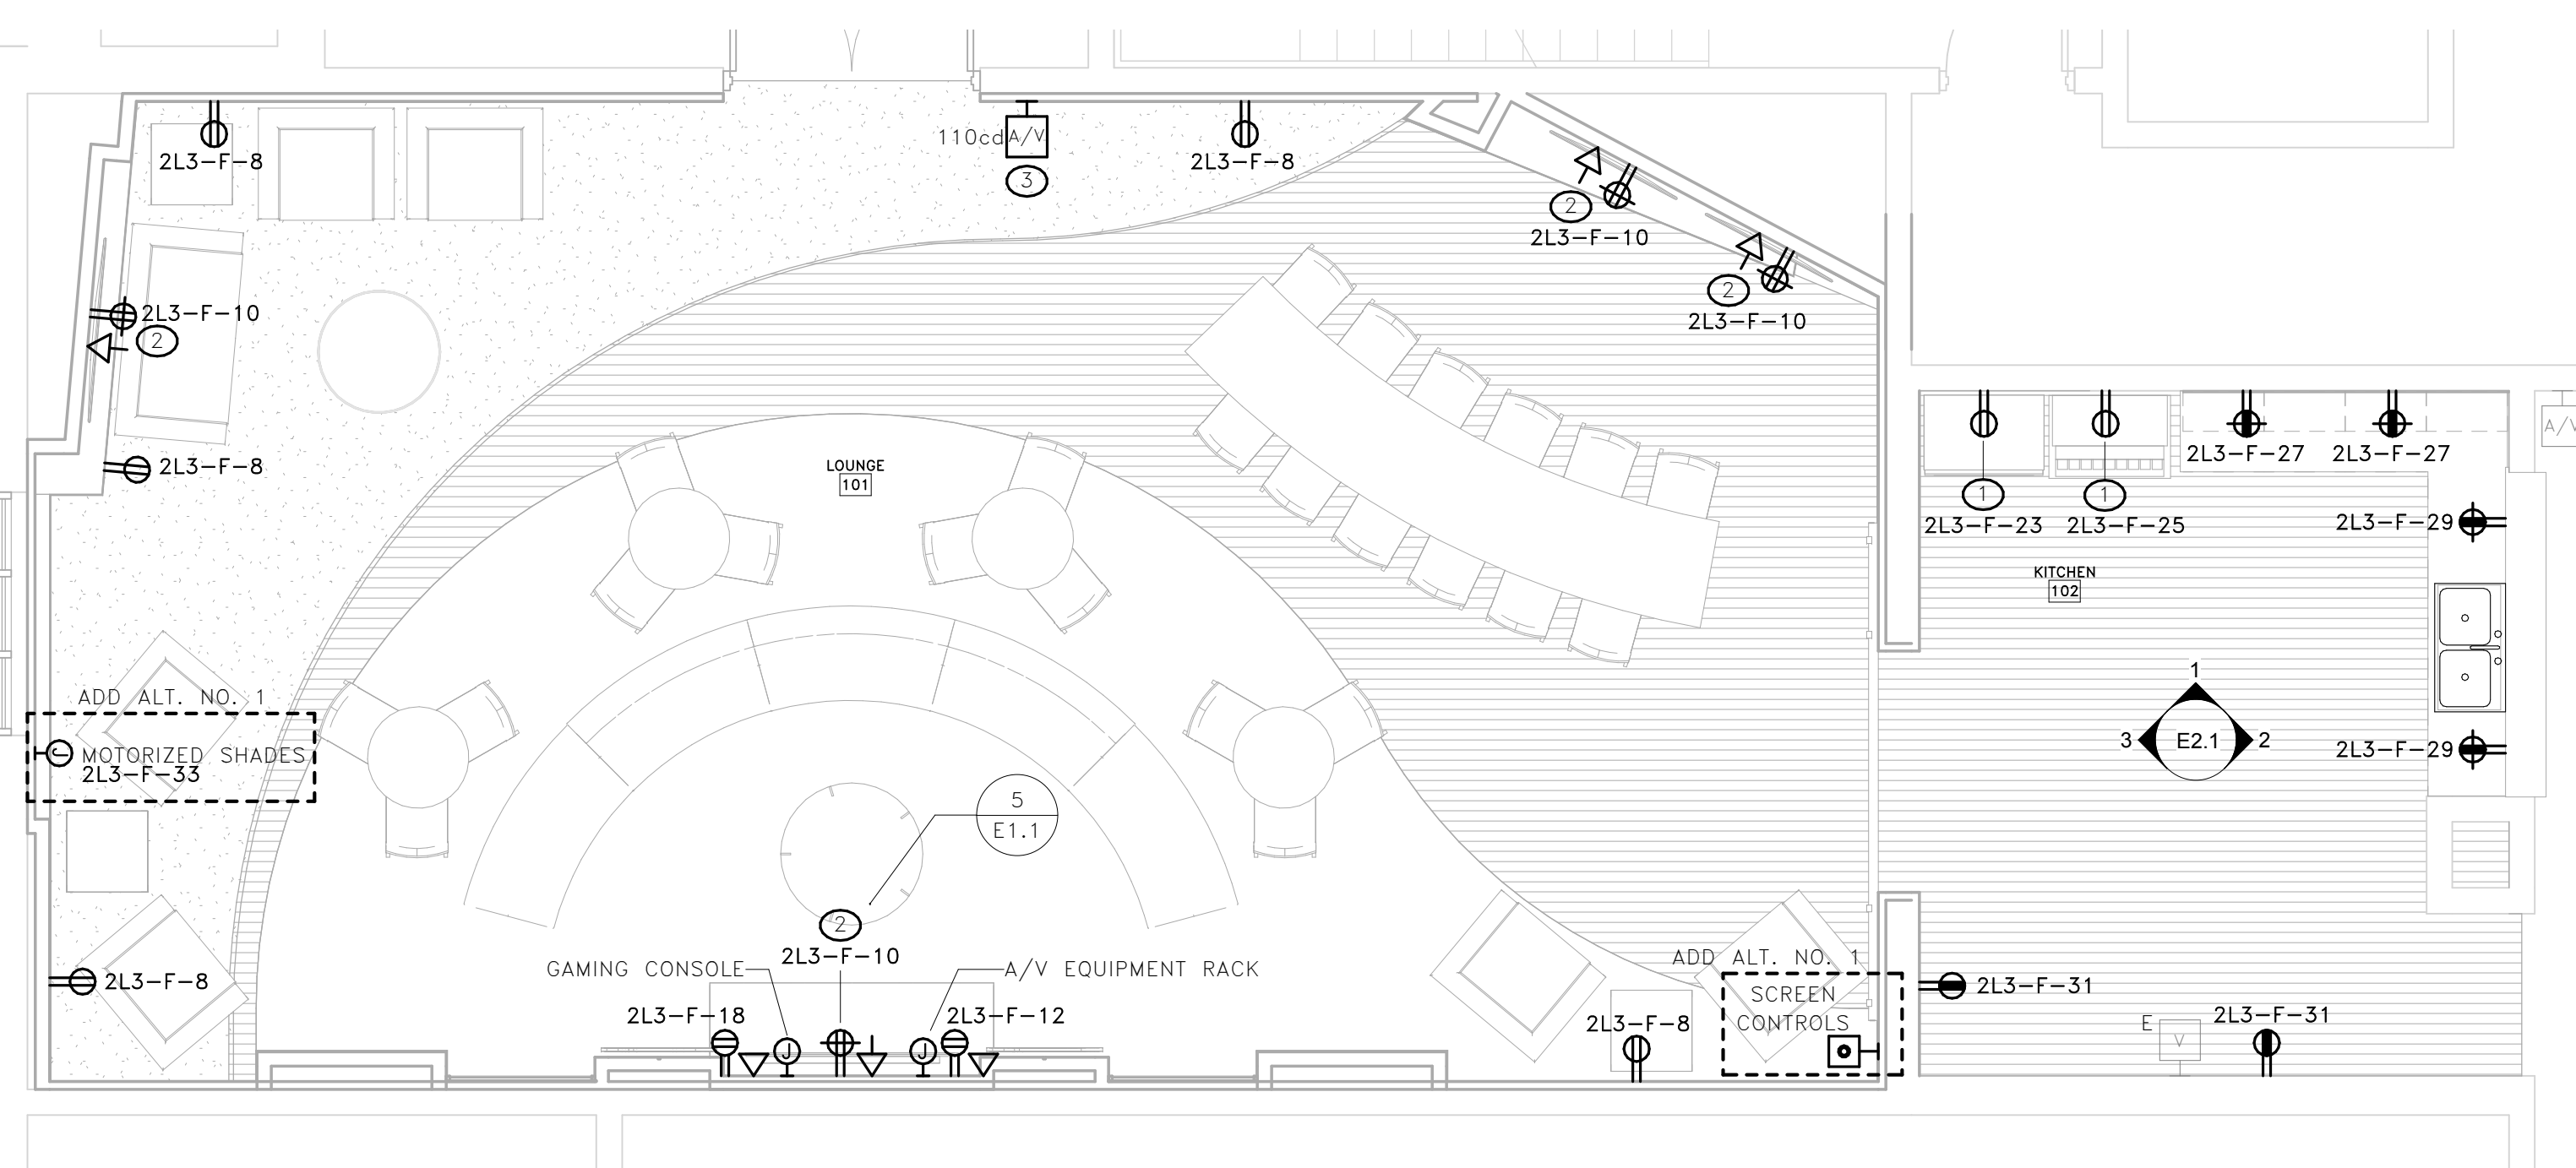 110cd A/V
3
2L3-F-8
2L3-F-8
2
2L3-F-10
2
2L3-F-10
2L3-F-10
2
2L3-F-8
LOUNGE
101
A/V
2L3-F-27
2L3-F-27
1
1
2L3-F-23
2L3-F-25
2L3-F-29
KITCHEN
102
1
3
E2.1
2
2L3-F-29
ADD ALT. NO. 1
J
MOTORIZED SHADES
2L3-F-33
5
E1.1
2
2L3-F-10
GAMING CONSOLE
A/V EQUIPMENT RACK
2L3-F-8
2L3-F-18
2L3-F-12
J
J
2L3-F-8
ADD ALT. NO. 1
SCREEN
CONTROLS
2L3-F-31
E
V
2L3-F-31